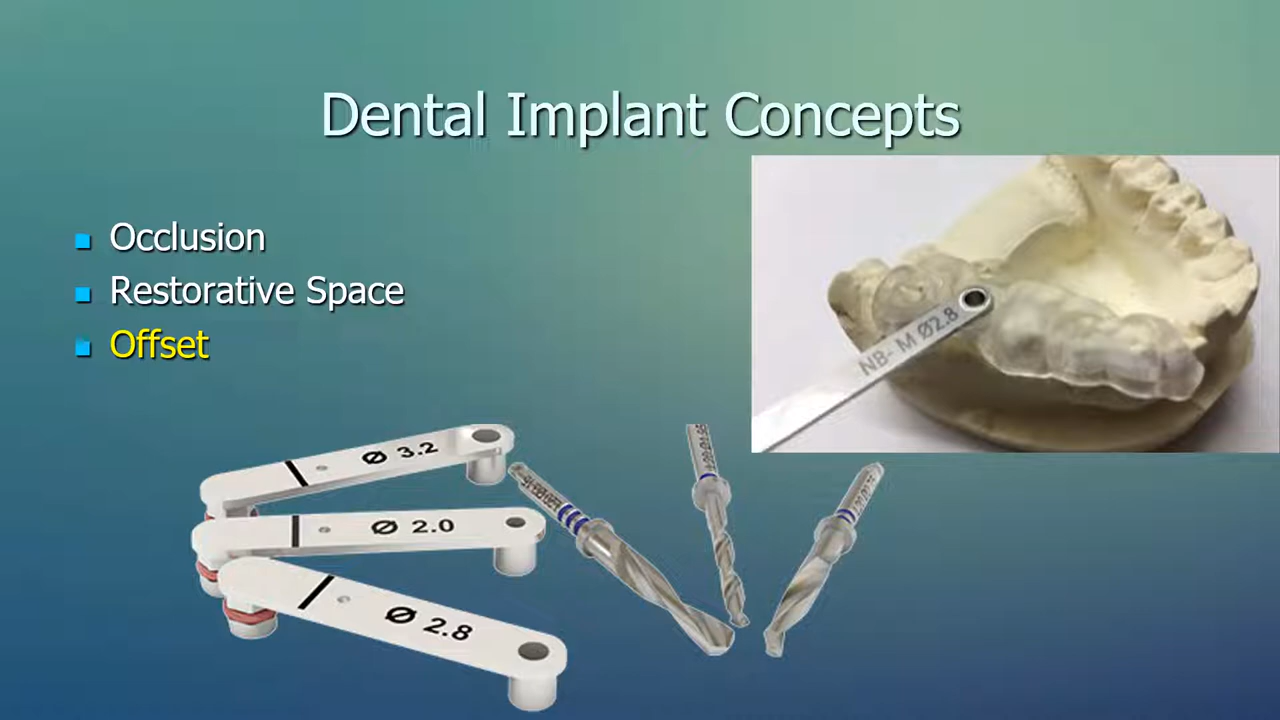 Dental Implant Concepts
Occlusion
Restorative Space
Offset
NB- M Ø2.8
Ø 3.2
Ø 2.0
Ø 2.8